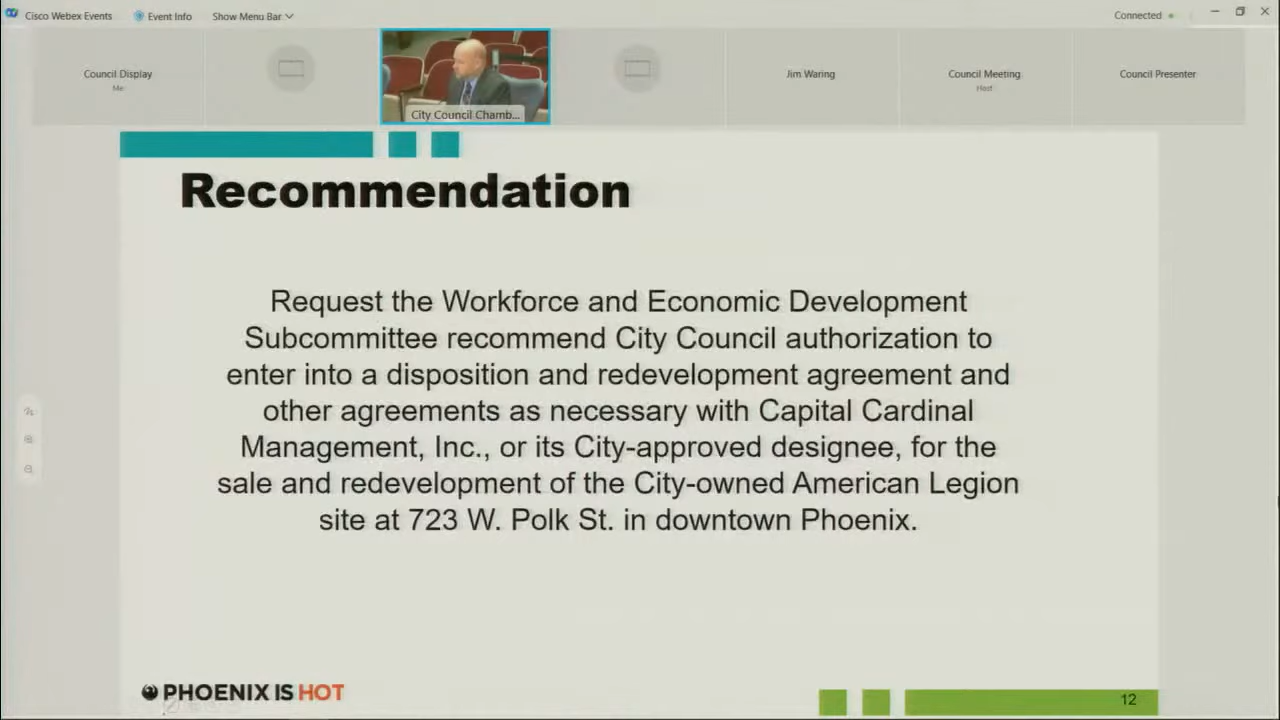 Cisco Webex Events
Event Info
Show Menu Bar
Connected
Council Display
Me
City Council Chamb...
Jim Waring
Council Meeting
Host
Council Presenter
Recommendation
Request the Workforce and Economic Development
Subcommittee recommend City Council authorization to
enter into a disposition and redevelopment agreement and
other agreements as necessary with Capital Cardinal
Management, Inc., or its City-approved designee, for the
sale and redevelopment of the City-owned American Legion
site at 723 W. Polk St. in downtown Phoenix.
PHOENIX IS HOT
12